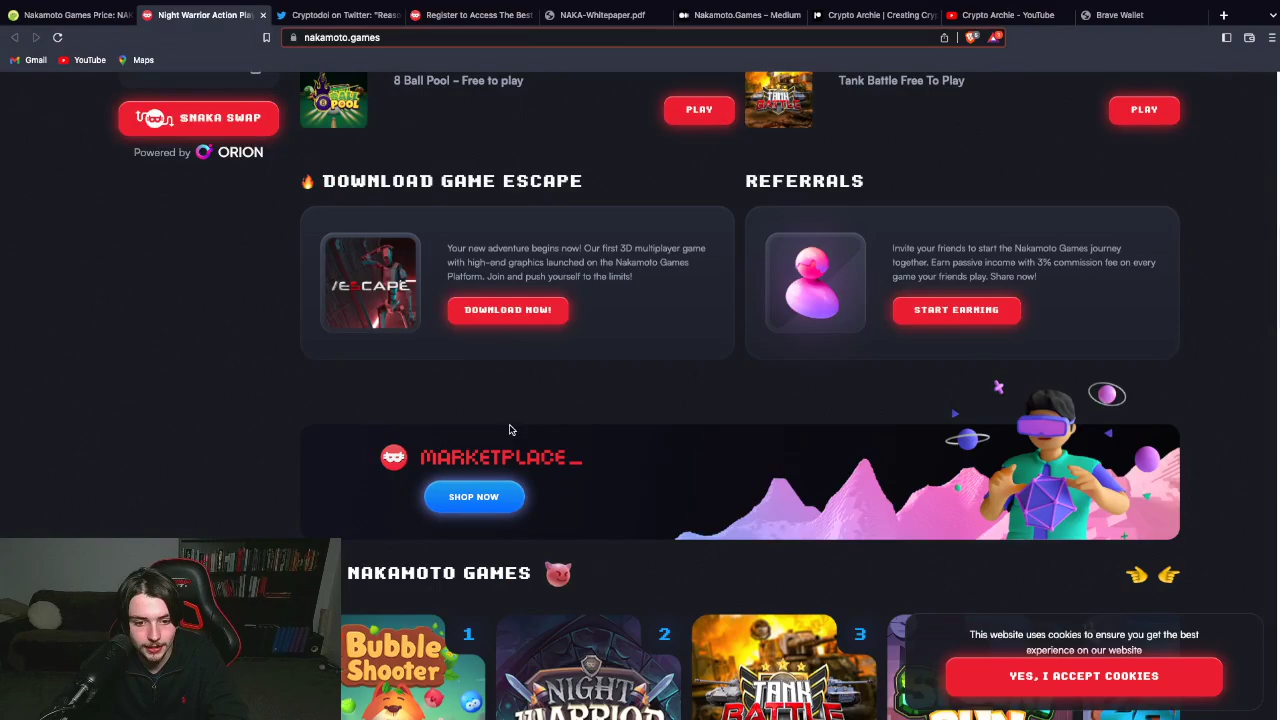 Nakamoto Games Price: NAK
Night Warrior Action Play
Cryptodol on Twitter: "Reaso
Register to Access The Best
NAKA-Whitepaper.pdf
Nakamoto.Games – Medium
Crypto Archie | Creating Cry
Crypto Archie - YouTube
Brave Wallet
nakamoto.games
Gmail
YouTube
Maps
8 Ball Pool - Free to play
Tank Battle Free To Play
PLAY
PLAY
$NAKA SWAP
Powered by ORION
DOWNLOAD GAME ESCAPE
REFERRALS
/ESCAPE
Your new adventure begins now! Our first 3D multiplayer game
with high-end graphics launched on the Nakamoto Games
Platform. Join and push yourself to the limits!
DOWNLOAD NOW!
Invite your friends to start the Nakamoto Games journey
together. Earn passive income with 3% commission fee on every
game your friends play. Share now!
START EARNING
MARKETPLACE_
SHOP NOW
NAKAMOTO GAMES
Bubble
Shooter
1
NIGHT
WARRIOR
2
TANK
BATTLE
3
This website uses cookies to ensure you get the best
experience on our website
YES, I ACCEPT COOKIES